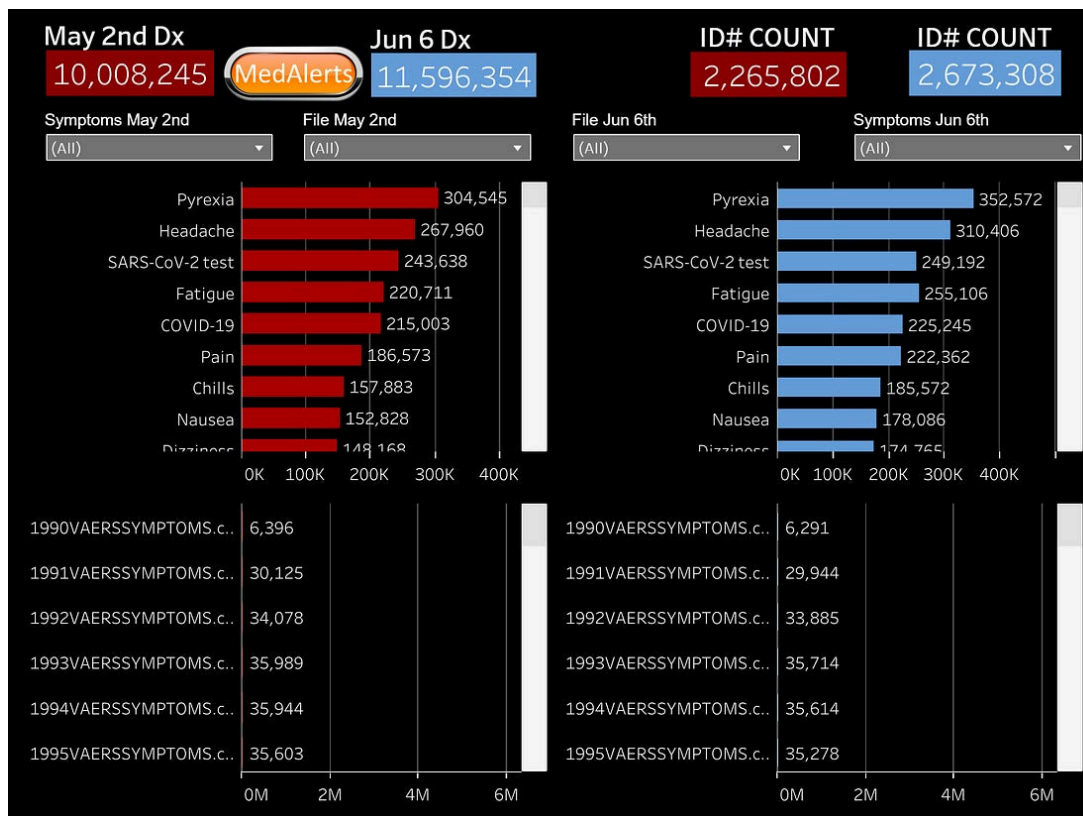 May 2nd Dx
10,008,245
MedAlerts
Jun 6 Dx
11,596,354
ID# COUNT
2,265,802
ID# COUNT
2,673,308
Symptoms May 2nd
(All)
File May 2nd
(All)
File Jun 6th
(All)
Symptoms Jun 6th
(All)
Pyrexia 304,545
Headache 267,960
SARS-CoV-2 test 243,638
Fatigue 220,711
COVID-19 215,003
Pain 186,573
Chills 157,883
Nausea 152,828
Dizziness 148,168
0K 100K 200K 300K 400K
Pyrexia 352,572
Headache 310,406
SARS-CoV-2 test 249,192
Fatigue 255,106
COVID-19 225,245
Pain 222,362
Chills 185,572
Nausea 178,086
Dizziness 174,765
0K 100K 200K 300K 400K
1990VAERSSYMPTOMS.c.. 6,396
1991VAERSSYMPTOMS.c.. 30,125
1992VAERSSYMPTOMS.c.. 34,078
1993VAERSSYMPTOMS.c.. 35,989
1994VAERSSYMPTOMS.c.. 35,944
1995VAERSSYMPTOMS.c.. 35,603
0M 2M 4M 6M
1990VAERSSYMPTOMS.c.. 6,291
1991VAERSSYMPTOMS.c.. 29,944
1992VAERSSYMPTOMS.c.. 33,885
1993VAERSSYMPTOMS.c.. 35,714
1994VAERSSYMPTOMS.c.. 35,614
1995VAERSSYMPTOMS.c.. 35,278
0M 2M 4M 6M